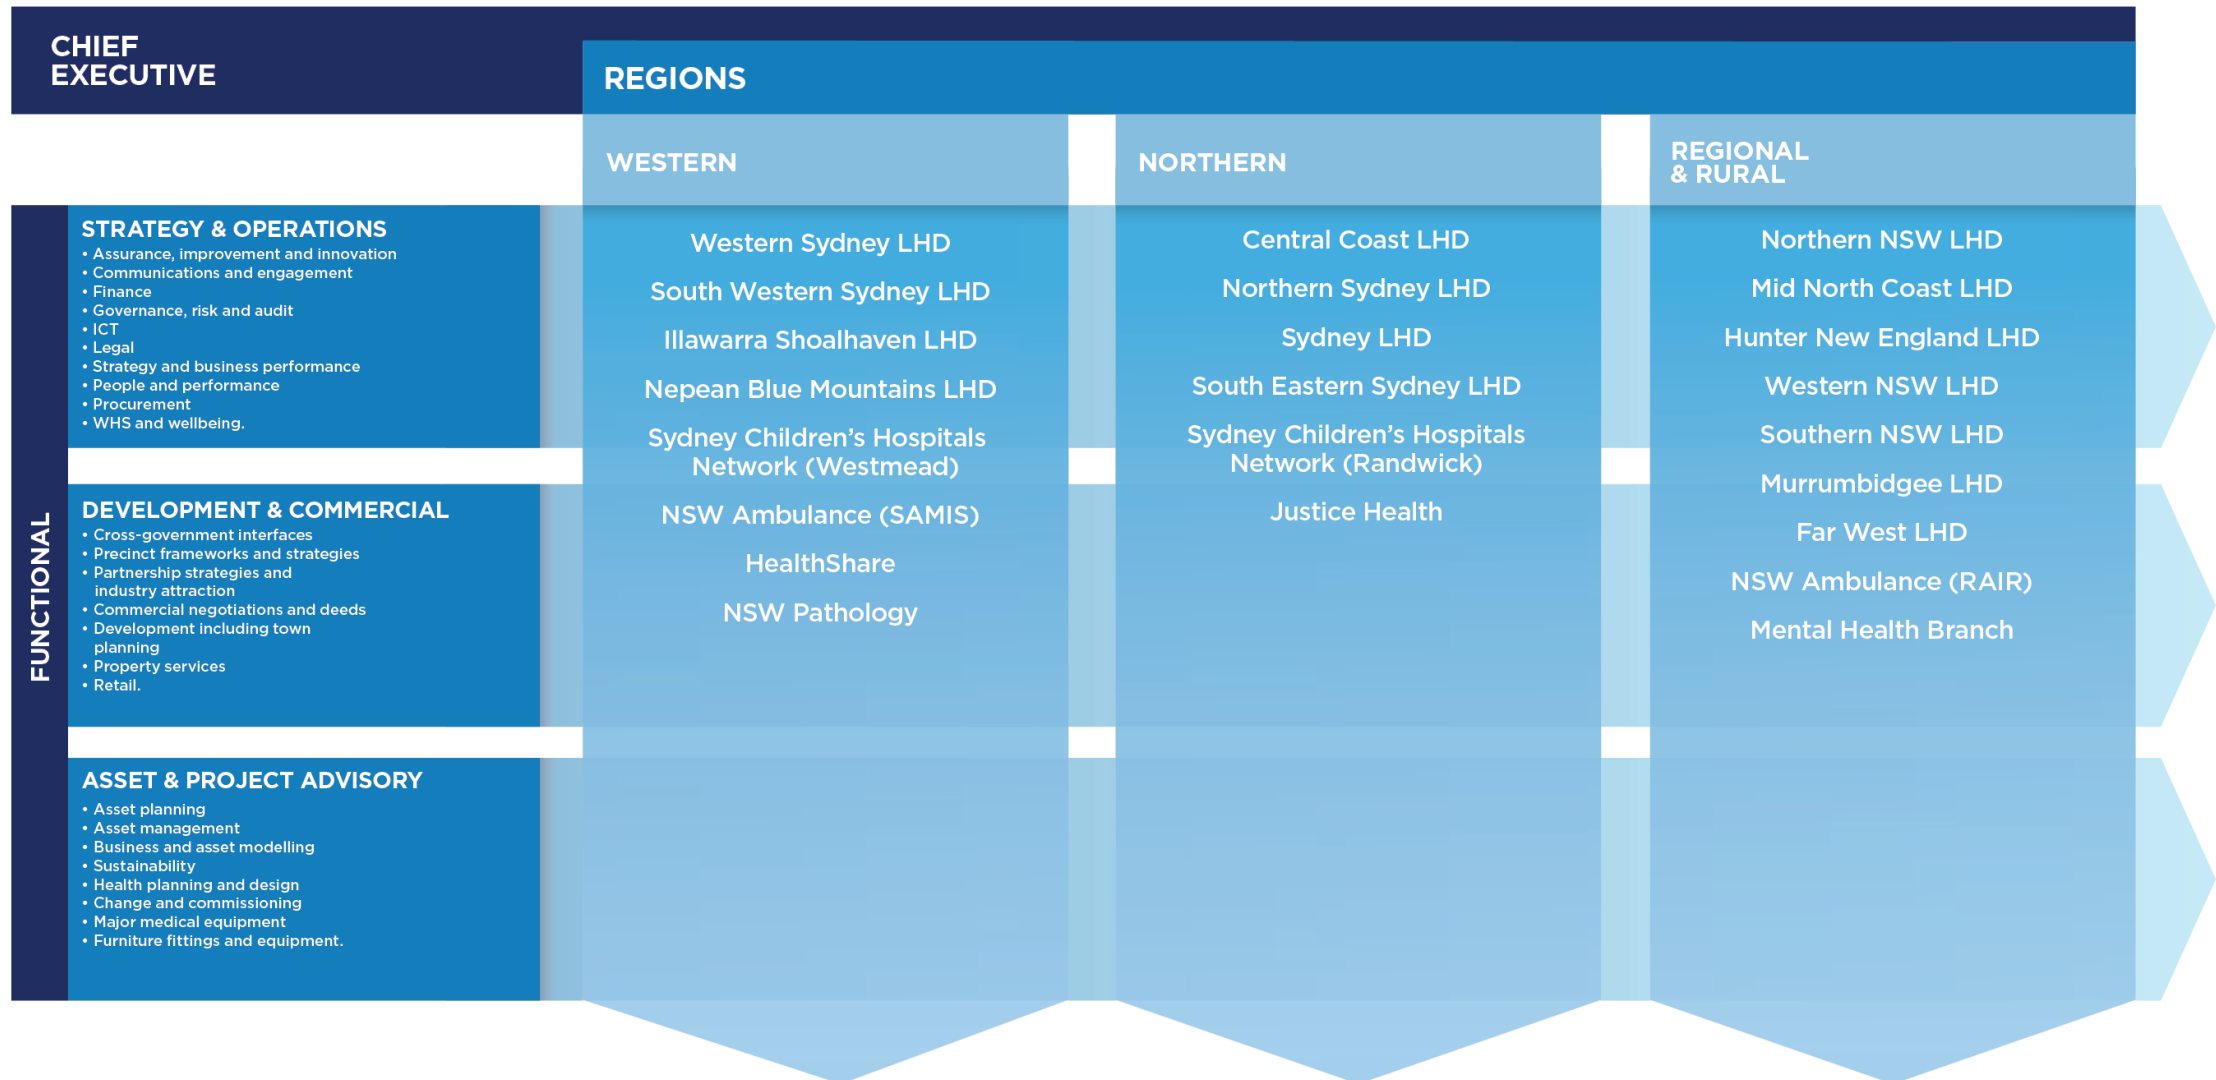 CHIEF
EXECUTIVE
REGIONS
WESTERN
NORTHERN
REGIONAL
& RURAL
FUNCTIONAL
STRATEGY & OPERATIONS
• Assurance, improvement and innovation
• Communications and engagement
• Finance
• Governance, risk and audit
• ICT
• Legal
• Strategy and business performance
• People and performance
• Procurement
• WHS and wellbeing.
DEVELOPMENT & COMMERCIAL
• Cross-government interfaces
• Precinct frameworks and strategies
• Partnership strategies and
industry attraction
• Commercial negotiations and deeds
• Development including town
planning
• Property services
• Retail.
ASSET & PROJECT ADVISORY
• Asset planning
• Asset management
• Business and asset modelling
• Sustainability
• Health planning and design
• Change and commissioning
• Major medical equipment
• Furniture fittings and equipment.
Western Sydney LHD
South Western Sydney LHD
Illawarra Shoalhaven LHD
Nepean Blue Mountains LHD
Sydney Children’s Hospitals
Network (Westmead)
NSW Ambulance (SAMIS)
HealthShare
NSW Pathology
Central Coast LHD
Northern Sydney LHD
Sydney LHD
South Eastern Sydney LHD
Sydney Children’s Hospitals
Network (Randwick)
Justice Health
Northern NSW LHD
Mid North Coast LHD
Hunter New England LHD
Western NSW LHD
Southern NSW LHD
Murrumbidgee LHD
Far West LHD
NSW Ambulance (RAIR)
Mental Health Branch